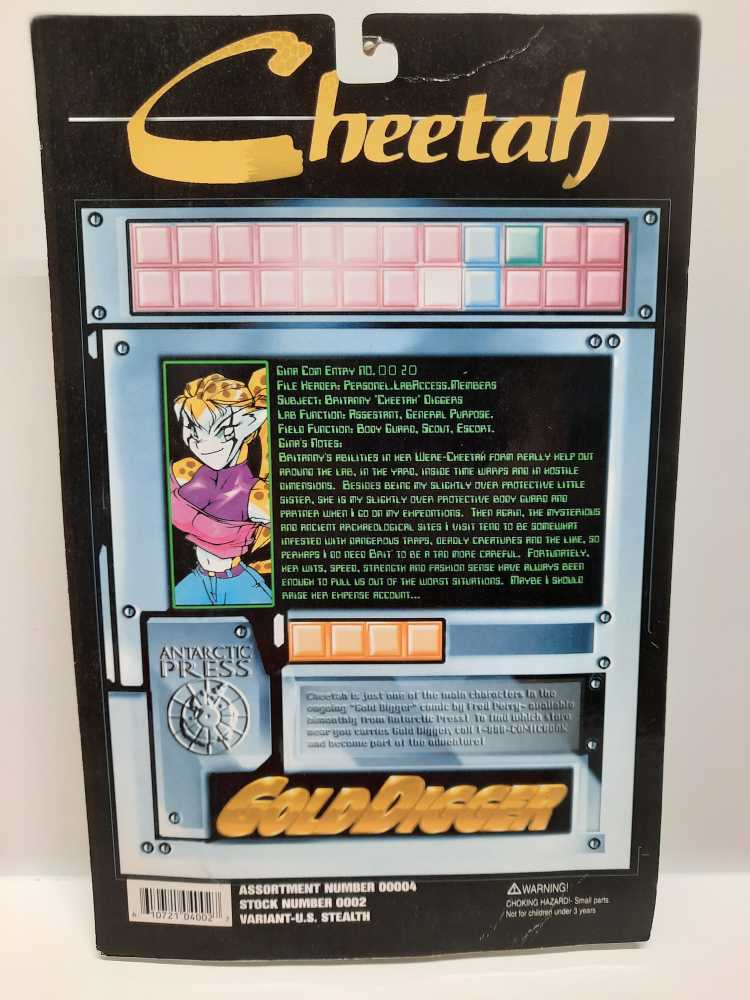 Cheetah
Gina Com Entry No. 0020
File Header: Personel.LabAccess.Members
Subject: Britanny 'Cheetah' Diggers
Lab Function: Assestant, General Purpose.
Field Function: Body Guard, Scout, Escort.
Gina's Notes:
Britanny's abilities in her Were-Cheetah form really help out
around the lab, in the yard, inside time warps and in hostile
dimensions. Besides being my slightly over protective little
sister, she is my slightly over protective body guard and
partner when I go on my expeditions. Then again, the mysterious
and ancient archaeological sites I visit tend to be somewhat
infested with dangerous traps, deadly creatures and the like, so
perhaps I do need Brit to be a tad more careful. Fortunately,
her wits, speed, strength and fashion sense have always been
enough to pull us out of the worst situations. Maybe I should
raise her expense account...
ANTARCTIC
PRESS
Cheetah is just one of the main characters in the
ongoing "Gold Digger" comic by Fred Perry- available
bimonthly from Antarctic Press! To find which store
near you carries Gold Digger, call 1-888-COMICBOOK
and become part of the adventure!
GOLD DIGGER
ASSORTMENT NUMBER 00004
STOCK NUMBER 0002
VARIANT-U.S. STEALTH
6 10721 04002 2
WARNING!
CHOKING HAZARD!- Small parts.
Not for children under 3 years